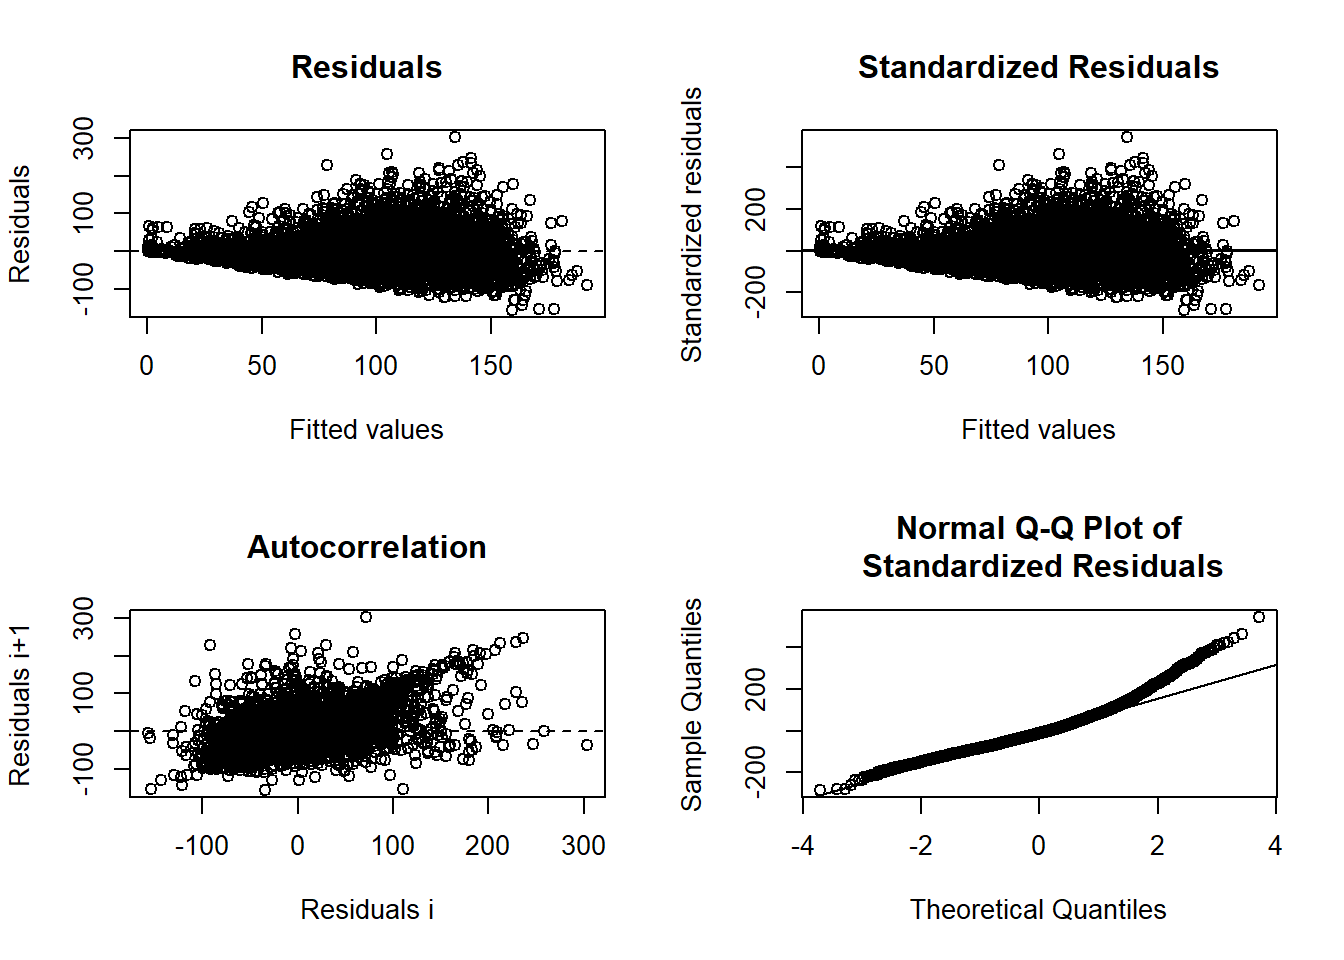 Residuals
Residuals
300
100
-100
0 50 100 150
Fitted values
Standardized Residuals
Standardized residuals
200
-200
0 50 100 150
Fitted values
Autocorrelation
Residuals i+1
300
100
-100
-100 0 100 200 300
Residuals i
Normal Q-Q Plot of
Standardized Residuals
Sample Quantiles
200
-200
-4 -2 0 2 4
Theoretical Quantiles